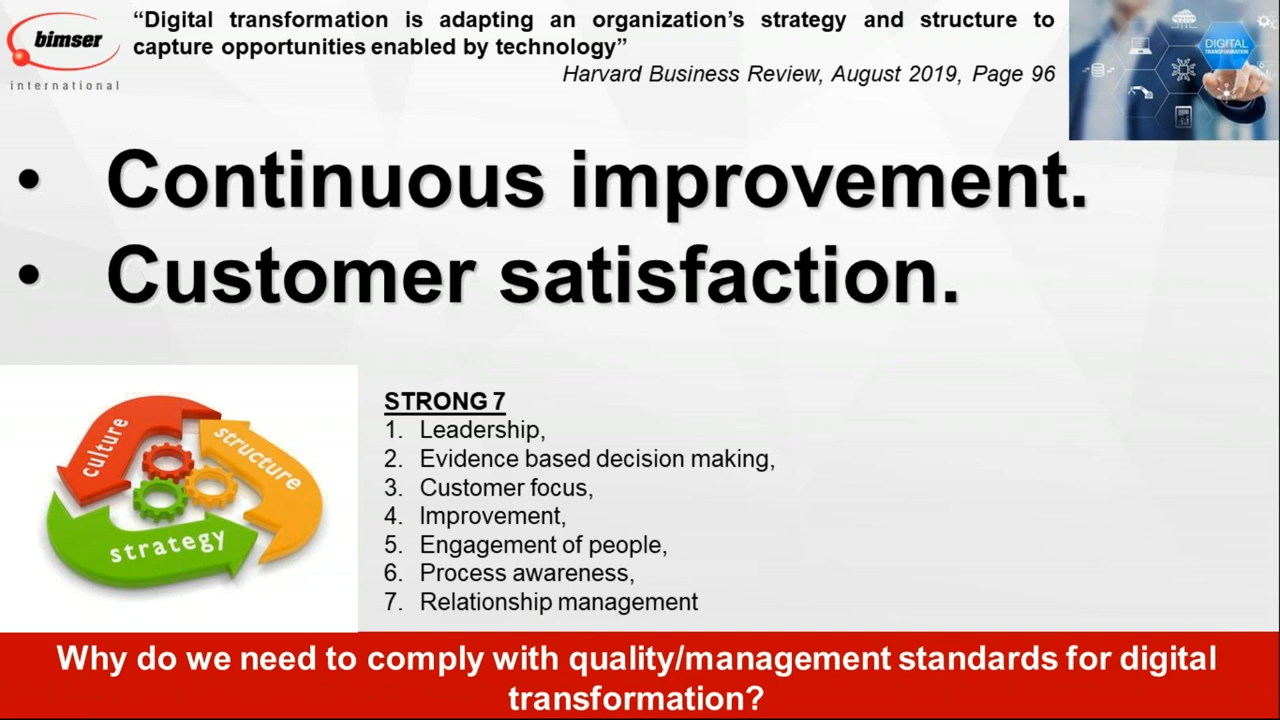 bimser
international
“Digital transformation is adapting an organization’s strategy and structure to
capture opportunities enabled by technology”
Harvard Business Review, August 2019, Page 96
DIGITAL
TRANSFORMATION
• Continuous improvement.
• Customer satisfaction.
culture
structure
strategy
STRONG 7
1. Leadership,
2. Evidence based decision making,
3. Customer focus,
4. Improvement,
5. Engagement of people,
6. Process awareness,
7. Relationship management
Why do we need to comply with quality/management standards for digital
transformation?